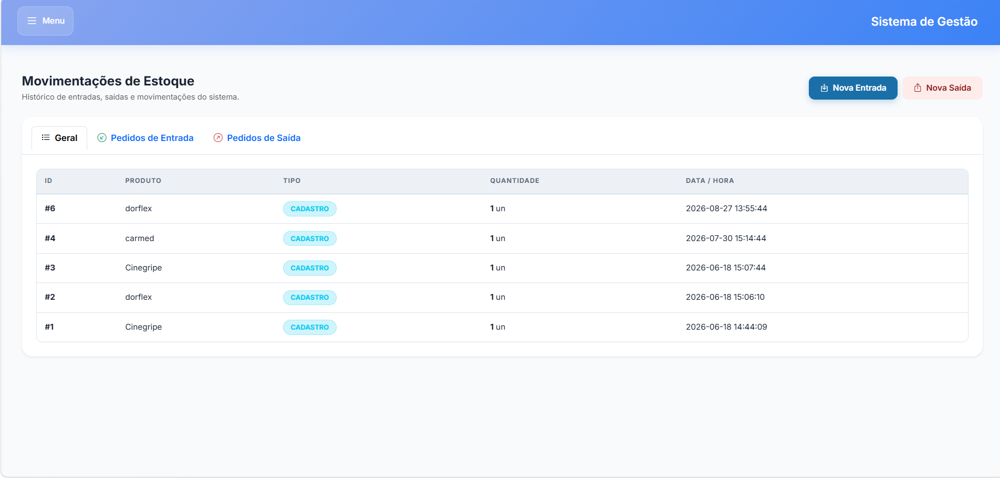 Menu
Sistema de Gestão
Movimentações de Estoque
Histórico de entradas, saídas e movimentações do sistema.
Nova Entrada
Nova Saída
Geral
Pedidos de Entrada
Pedidos de Saída
ID PRODUTO TIPO QUANTIDADE DATA / HORA
#6 dorflex CADASTRO 1 un 2026-08-27 13:55:44
#4 carmed CADASTRO 1 un 2026-07-30 15:14:44
#3 Cinegripe CADASTRO 1 un 2026-06-18 15:07:44
#2 dorflex CADASTRO 1 un 2026-06-18 15:06:10
#1 Cinegripe CADASTRO 1 un 2026-06-18 14:44:09